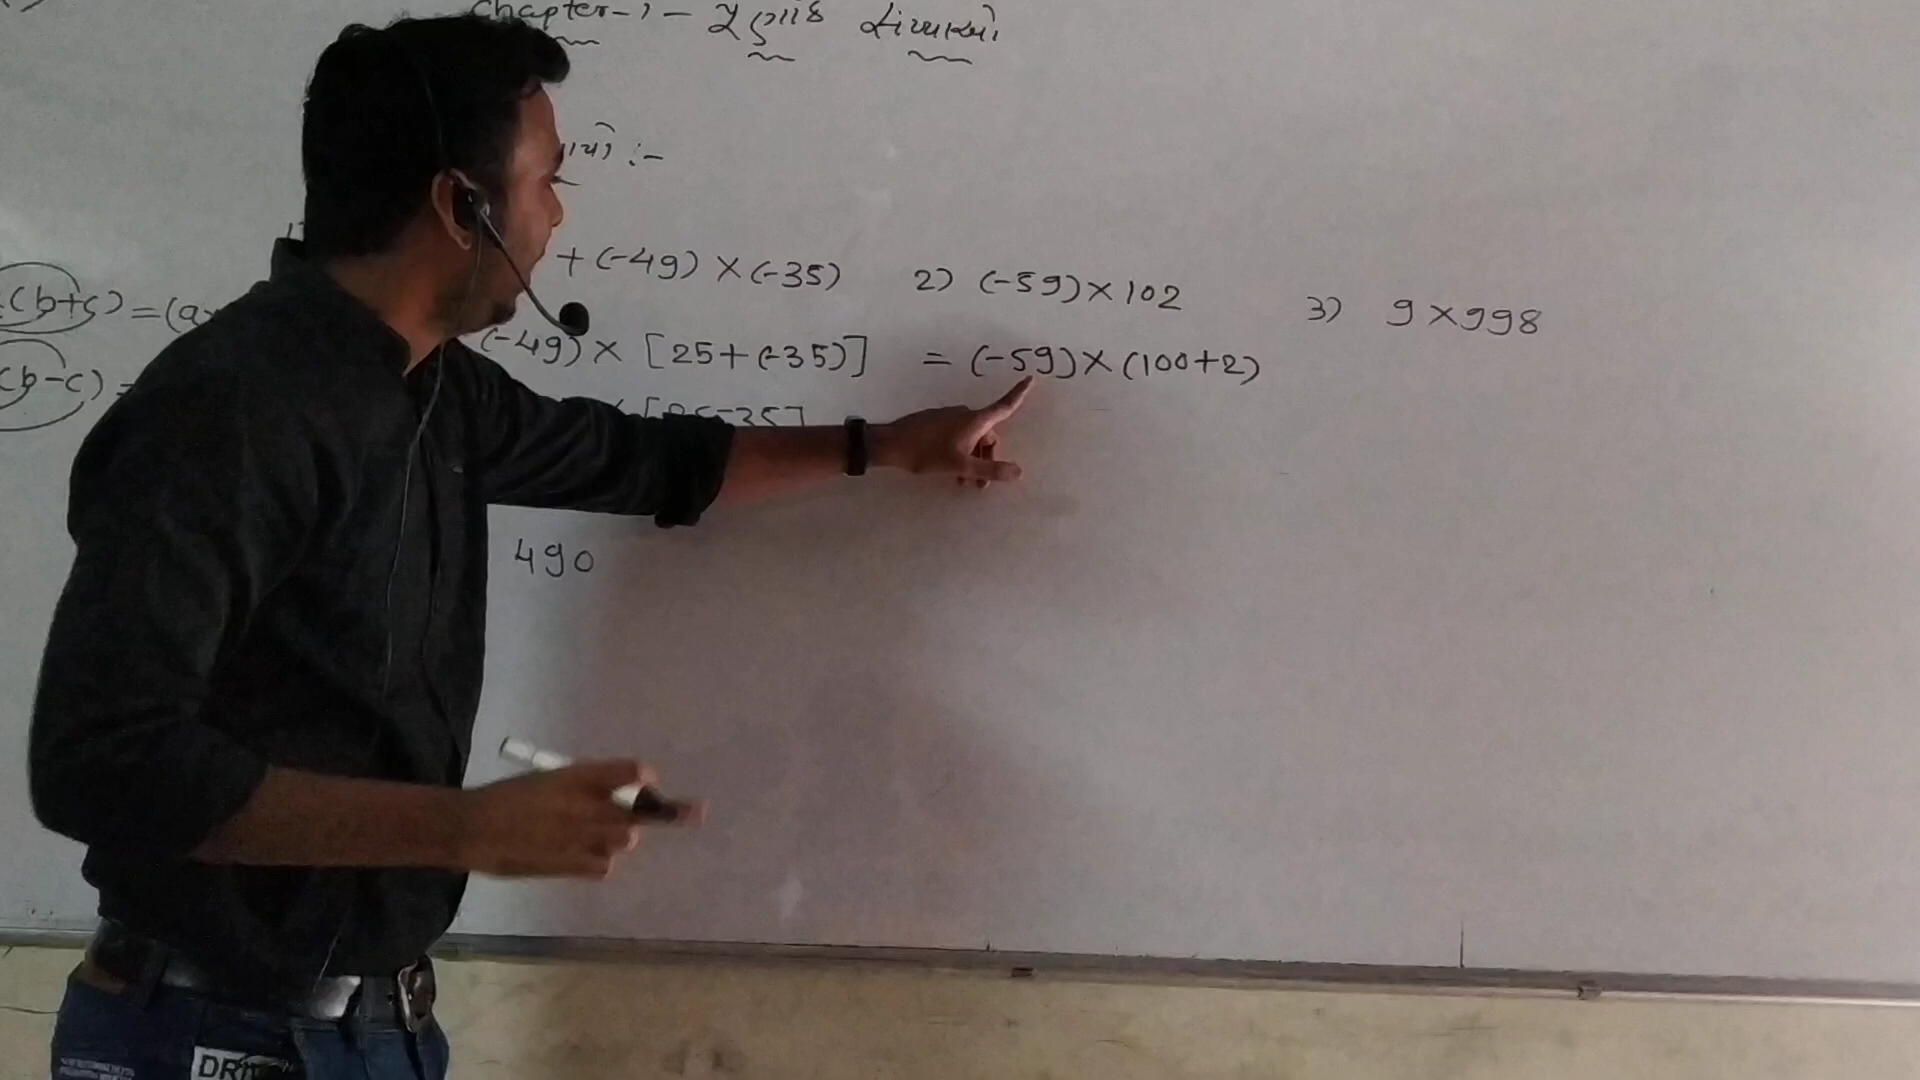 Chapter-1 - પૂર્ણાંક સંખ્યાઓ
:-
+ (-49) × (-35)
2) (-59) × 102
3) 9 × 998
(b+c) = (a×
(-49) × [25 + (-35)]
= (-59) × (100+2)
(b-c) =
[25-35]
490
DRI